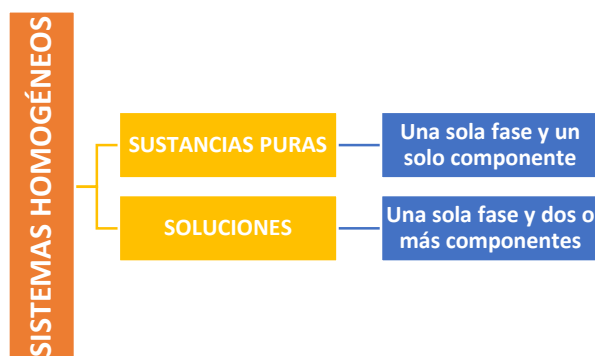 SISTEMAS HOMOGÉNEOS
SUSTANCIAS PURAS
Una sola fase y un
solo componente
SOLUCIONES
Una sola fase y dos o
más componentes